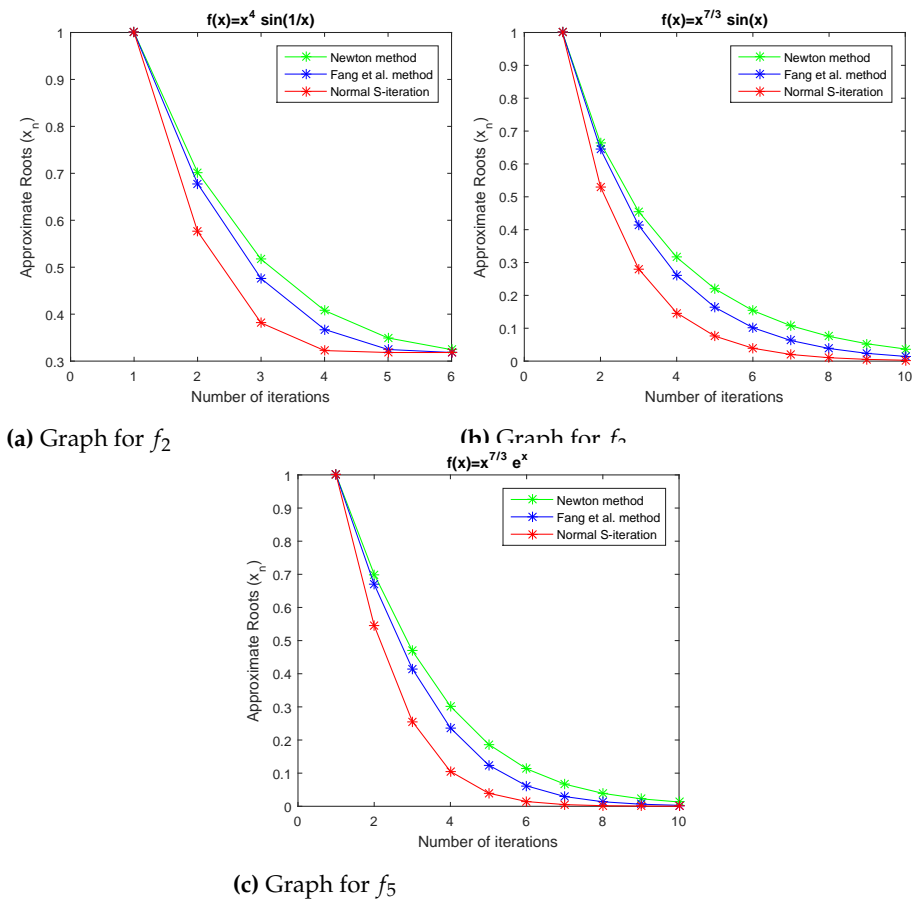 f(x)=x^4 sin(1/x)
Approximate Roots (x_n)
1
0.9
0.8
0.7
0.6
0.5
0.4
0.3
0 1 2 3 4 5 6
Number of iterations
Newton method
Fang et al. method
Normal S-iteration
(a) Graph for f_2
f(x)=x^{7/3} sin(x)
Approximate Roots (x_n)
1
0.9
0.8
0.7
0.6
0.5
0.4
0.3
0.2
0.1
0
0 2 4 6 8 10
Number of iterations
Newton method
Fang et al. method
Normal S-iteration
(b) Graph for
f(x)=x^{7/3} e^x
Approximate Roots (x_n)
1
0.9
0.8
0.7
0.6
0.5
0.4
0.3
0.2
0.1
0
0 2 4 6 8 10
Number of iterations
Newton method
Fang et al. method
Normal S-iteration
(c) Graph for f_5